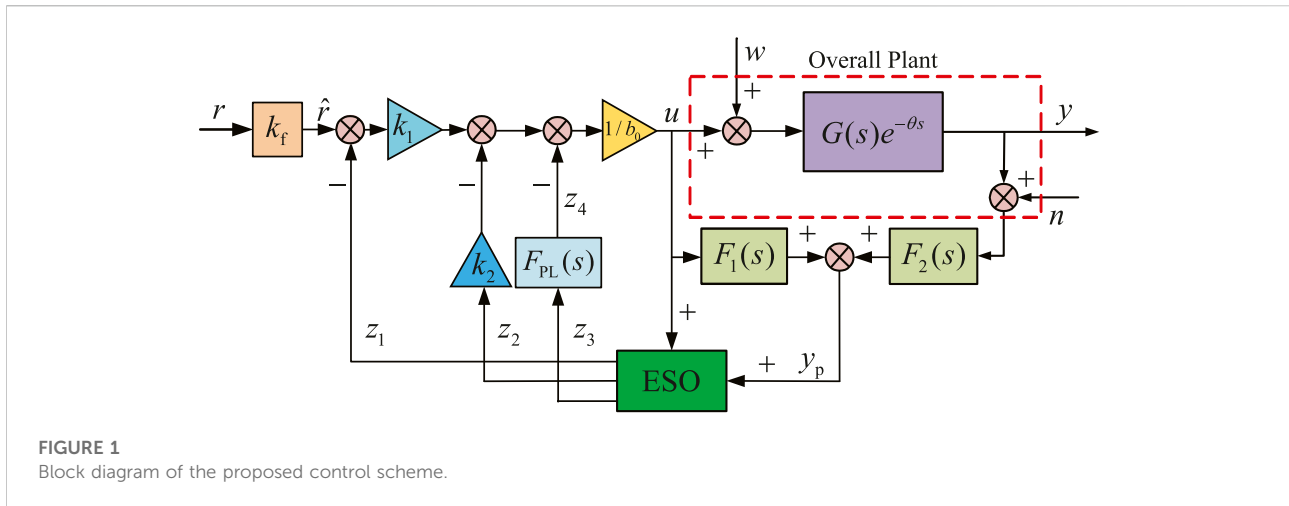 w
Overall Plant
r
k_f
r̂
k_1
1/b_0
u
+
+
G(s)e^{−θs}
y
−
−
−
z_4
+
n
k_2
F_PL(s)
F_1(s)
+
+
F_2(s)
z_1
z_2
z_3
+
ESO
+
y_p
FIGURE 1
Block diagram of the proposed control scheme.